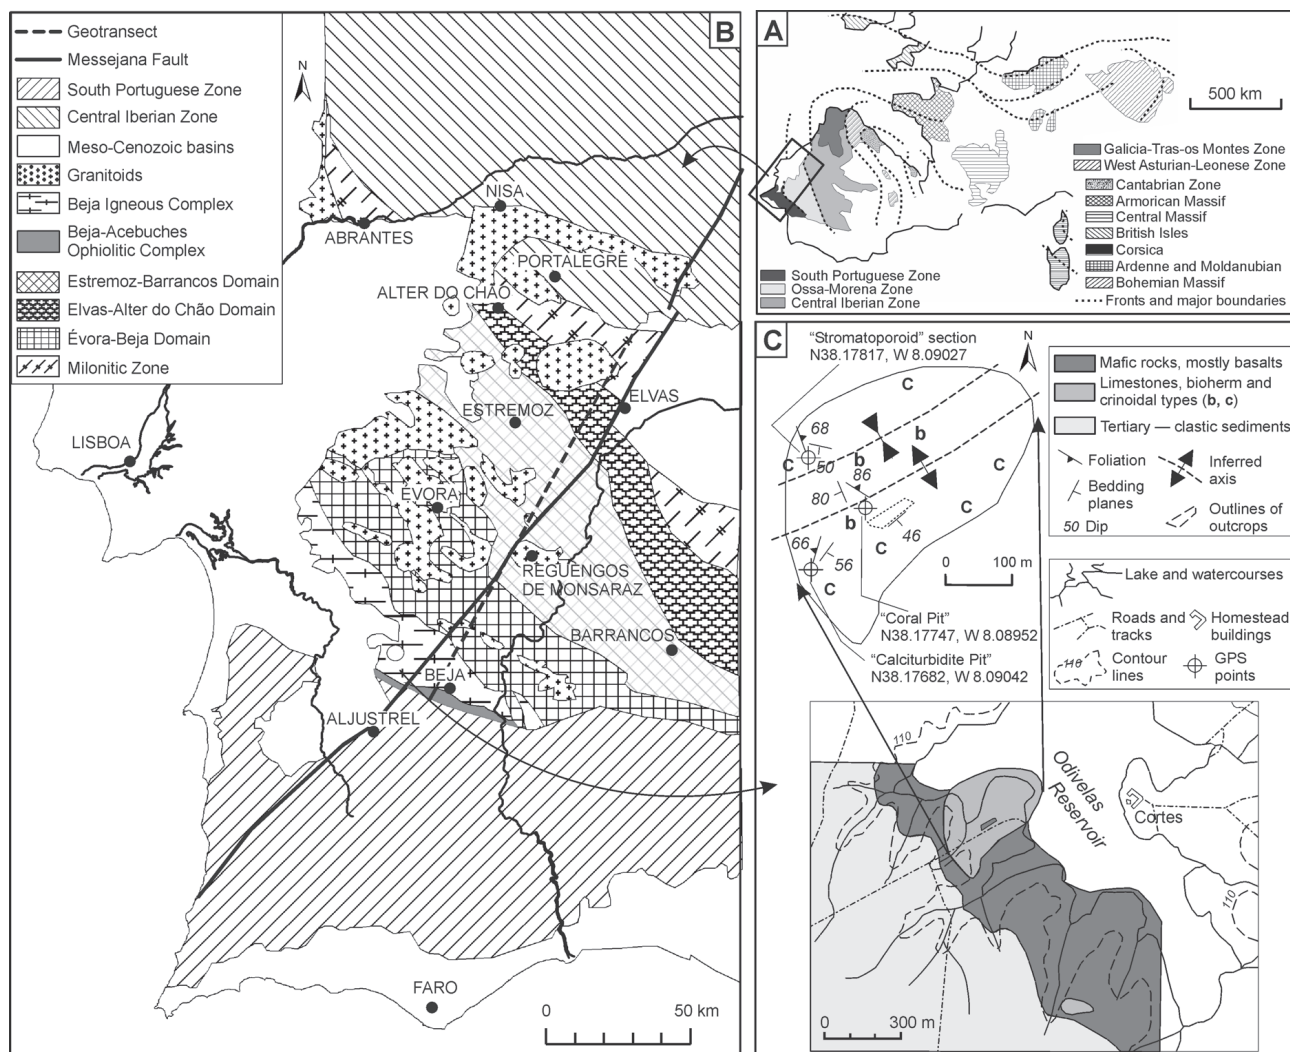 B
Geotransect
Messejana Fault
South Portuguese Zone
Central Iberian Zone
Meso-Cenozoic basins
Granitoids
Beja Igneous Complex
Beja-Acebuches
Ophiolitic Complex
Estremoz-Barrancos Domain
Elvas-Alter do Chão Domain
Évora-Beja Domain
Milonitic Zone
N
NISA
ABRANTES
PORTALEGRE
ALTER DO CHÃO
ELVAS
ESTREMOZ
LISBOA
ÉVORA
REGUENGOS
DE MONSARAZ
BARRANCOS
BEJA
ALJUSTREL
FARO
0 50 km
A
500 km
Galicia-Tras-os Montes Zone
West Asturian-Leonese Zone
Cantabrian Zone
Armorican Massif
Central Massif
British Isles
Corsica
Ardenne and Moldanubian
Bohemian Massif
Fronts and major boundaries
South Portuguese Zone
Ossa-Morena Zone
Central Iberian Zone
C
"Stromatoporoid" section
N38.17817, W 8.09027
N
C
68
b
C
50
b
86
C
80
b
C
46
C
66
56
C
0 100 m
"Coral Pit"
N38.17747, W 8.08952
"Calciturbidite Pit"
N38.17682, W 8.09042
Mafic rocks, mostly basalts
Limestones, bioherm and
crinoidal types (b, c)
Tertiary — clastic sediments
Foliation
Inferred
axis
Bedding
planes
Outlines of
outcrops
50 Dip
Lake and watercourses
Roads and
tracks
Homestead
buildings
110
Contour
lines
GPS
points
110
Odivelas
Reservoir
Cortes
110
0 300 m